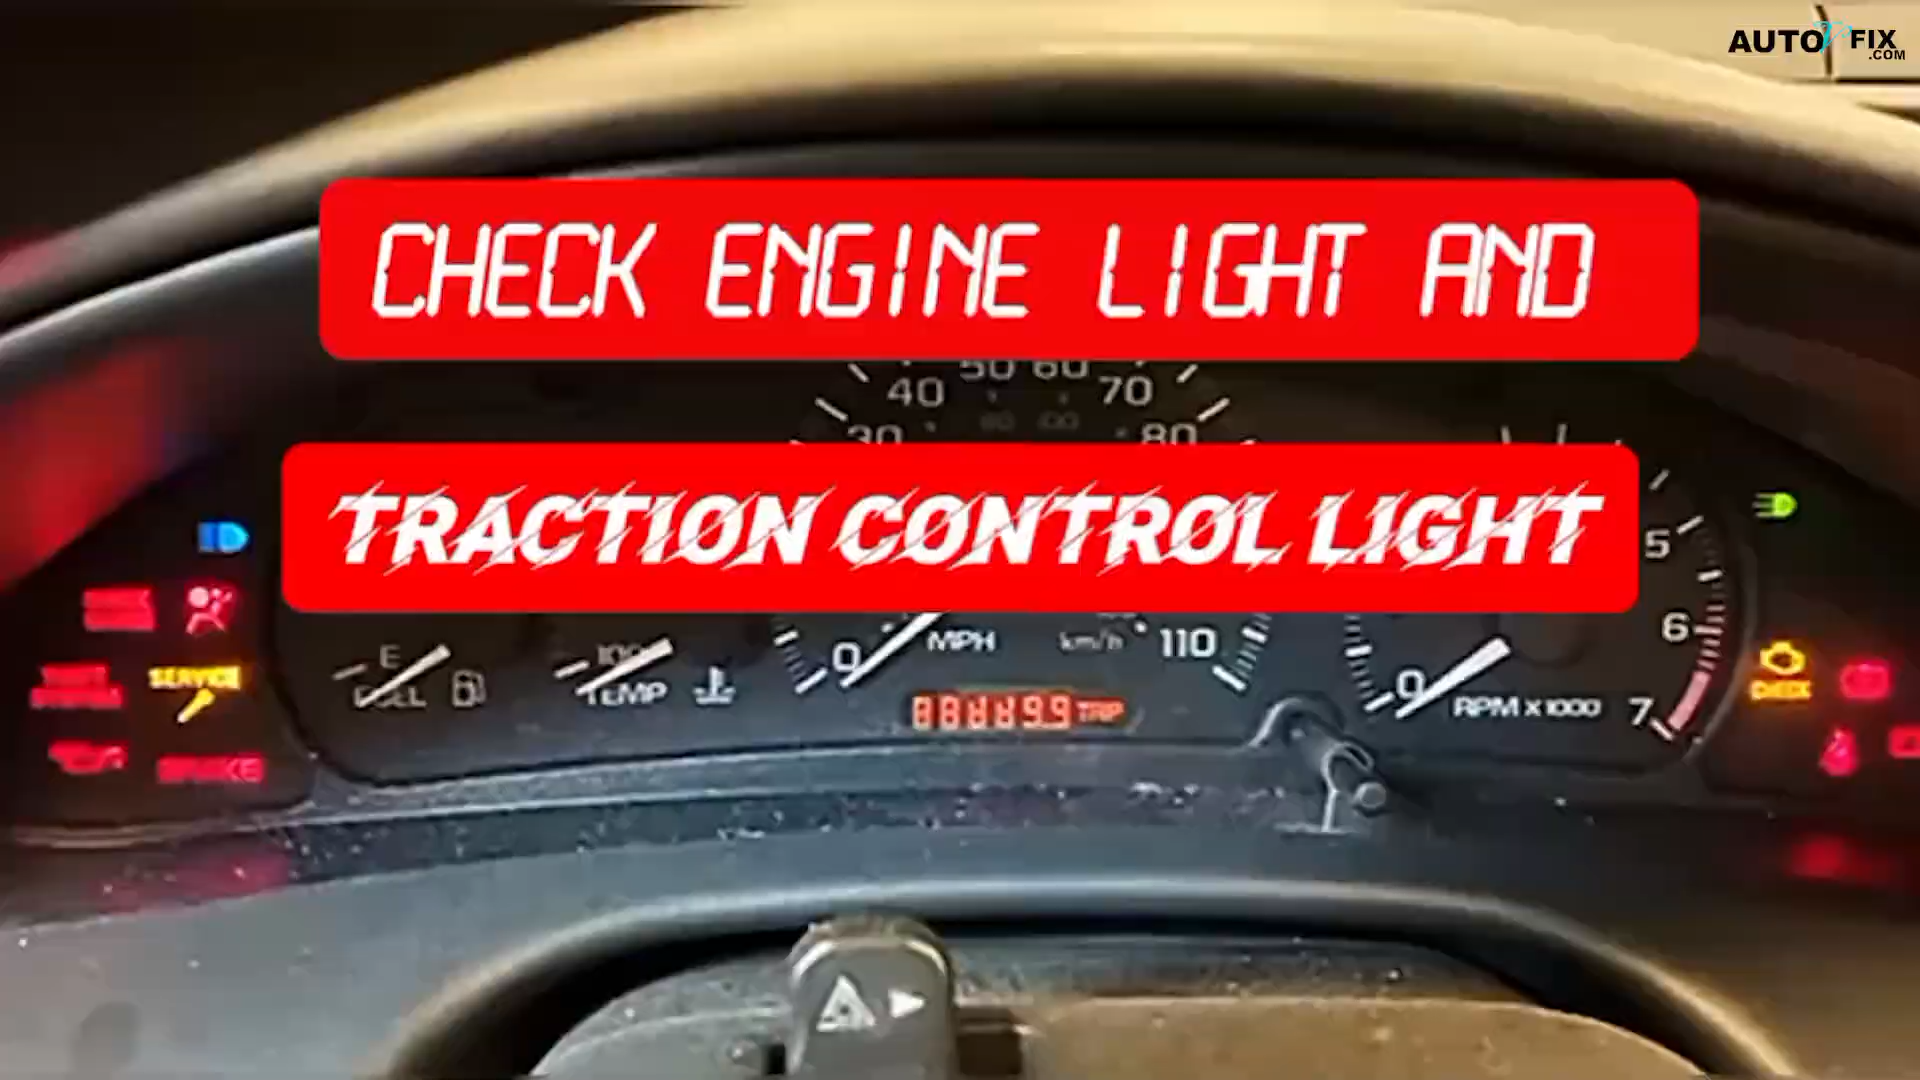 AUTO FIX
.COM
CHECK ENGINE LIGHT AND
50 60
40 70
30 80
TRACTION CONTROL LIGHT
5
6
7
E
FUEL
100
TEMP
0 MPH km/h 110
TRIP
0 RPM X 1000
SERVICE
CHECK
BRAKE